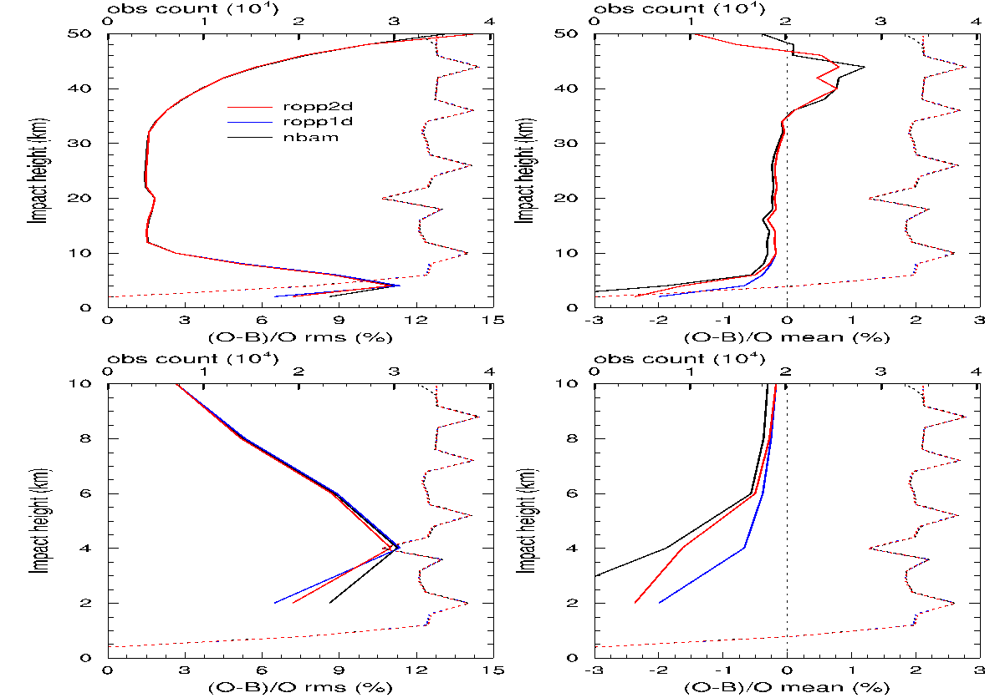 obs count (10⁴)
0 1 2 3 4
50
40
30
20
10
0
Impact height (km)
ropp2d
ropp1d
nbam
0 3 6 9 12 15
(O-B)/O rms (%)
obs count (10⁴)
0 1 2 3 4
50
40
30
20
10
0
Impact height (km)
-3 -2 -1 0 1 2 3
(O-B)/O mean (%)
obs count (10⁴)
0 1 2 3 4
10
8
6
4
2
0
Impact height (km)
0 3 6 9 12 15
(O-B)/O rms (%)
obs count (10⁴)
0 1 2 3 4
10
8
6
4
2
0
Impact height (km)
-3 -2 -1 0 1 2 3
(O-B)/O mean (%)